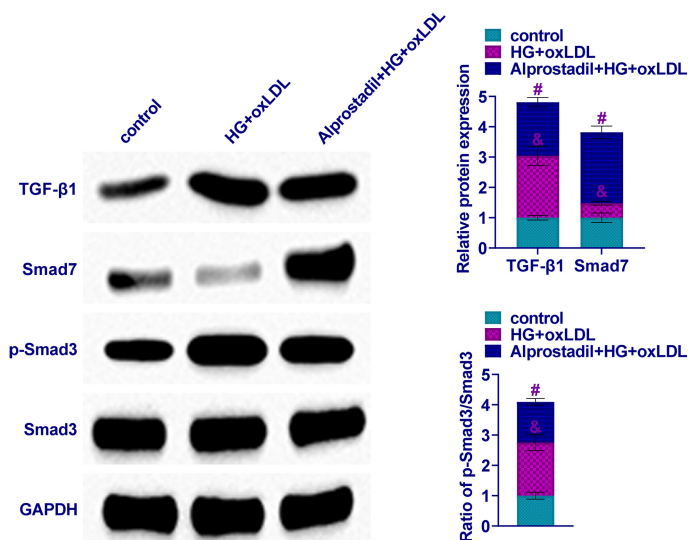 control
HG+oxLDL
Alprostadil+HG+oxLDL
TGF-β1
Smad7
p-Smad3
Smad3
GAPDH
control
HG+oxLDL
Alprostadil+HG+oxLDL
Relative protein expression
5
4
3
2
1
0
#
&
#
&
TGF-β1 Smad7
control
HG+oxLDL
Alprostadil+HG+oxLDL
Ratio of p-Smad3/Smad3
5
4
3
2
1
0
#
&